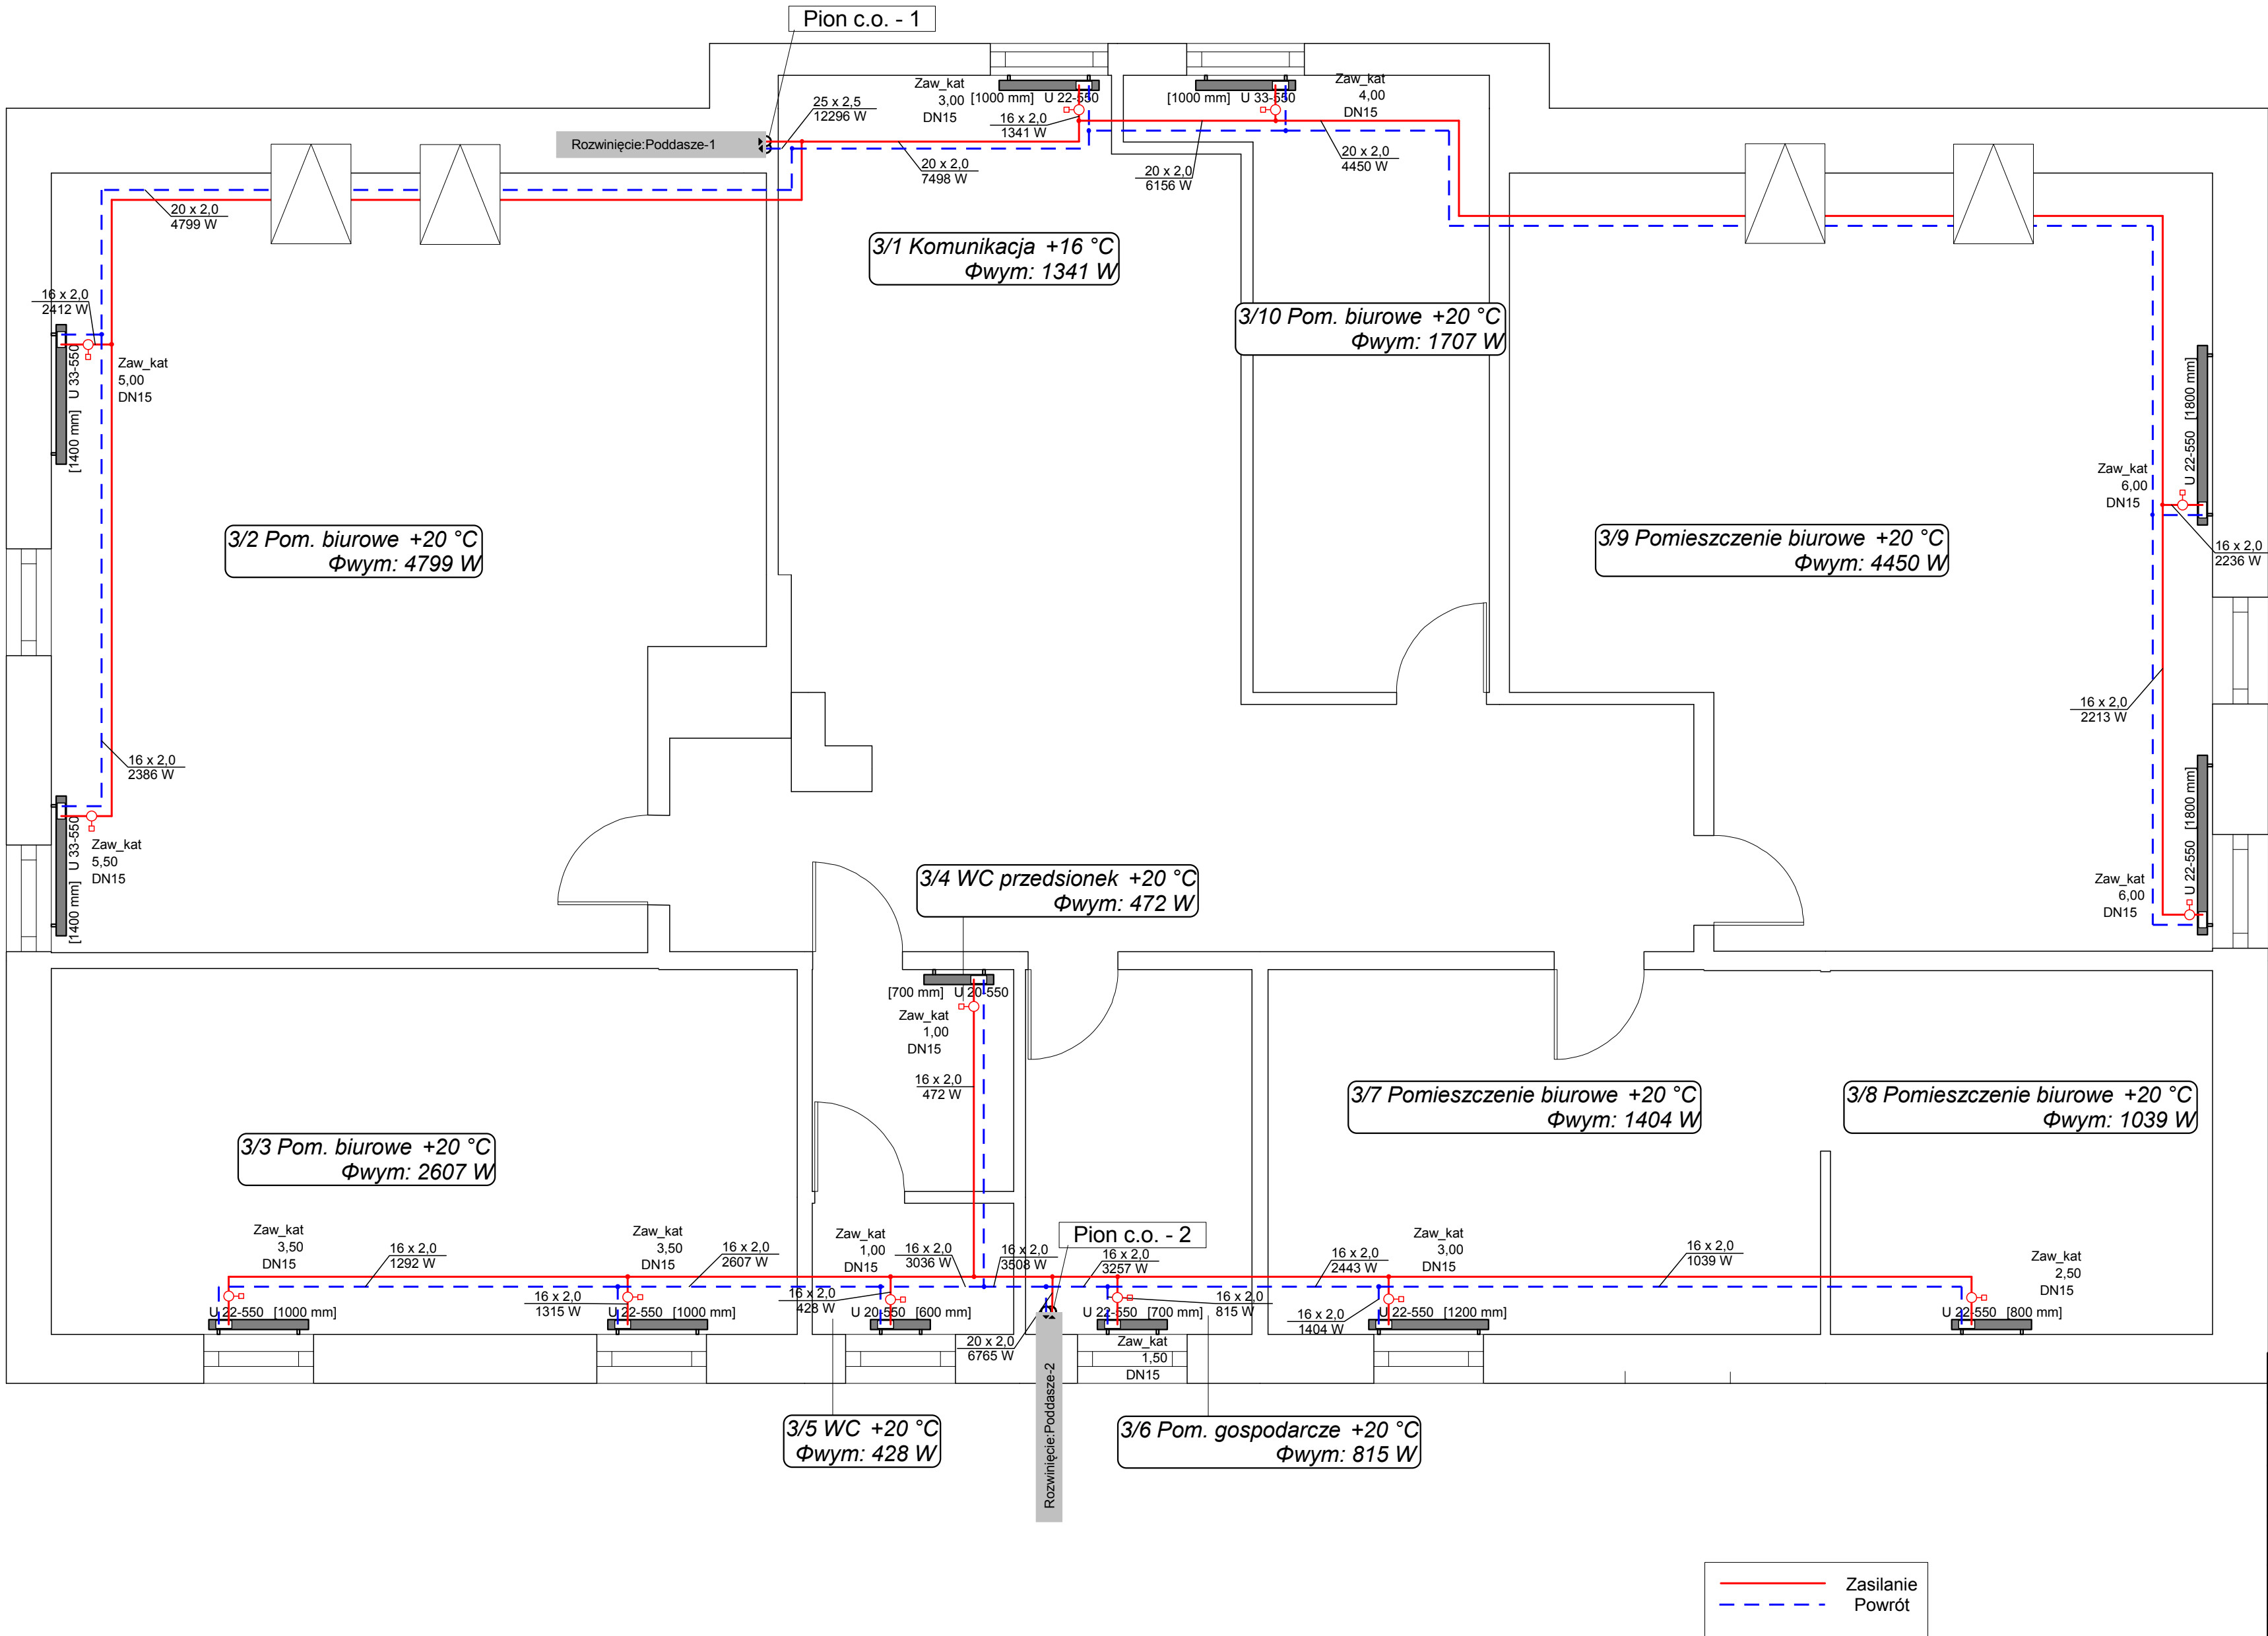 Pion c.o. - 1
Zaw_kat
3,00
DN15
[1000 mm] U 22-550
[1000 mm] U 33-550
Zaw_kat
4,00
DN15
25 x 2,5
12296 W
16 x 2,0
1341 W
Rozwinięcie:Poddasze-1
20 x 2,0
7498 W
20 x 2,0
6156 W
20 x 2,0
4450 W
20 x 2,0
4799 W
3/1 Komunikacja +16 °C
Φwym: 1341 W
16 x 2,0
2412 W
3/10 Pom. biurowe +20 °C
Φwym: 1707 W
[1400 mm] U 33-550
Zaw_kat
5,00
DN15
U 22-550 [1800 mm]
Zaw_kat
6,00
DN15
3/2 Pom. biurowe +20 °C
Φwym: 4799 W
3/9 Pomieszczenie biurowe +20 °C
Φwym: 4450 W
16 x 2,0
2236 W
16 x 2,0
2213 W
16 x 2,0
2386 W
[1400 mm] U 33-550
Zaw_kat
5,50
DN15
U 22-550 [1800 mm]
Zaw_kat
6,00
DN15
3/4 WC przedsionek +20 °C
Φwym: 472 W
[700 mm] U 20-550
Zaw_kat
1,00
DN15
16 x 2,0
472 W
3/7 Pomieszczenie biurowe +20 °C
Φwym: 1404 W
3/8 Pomieszczenie biurowe +20 °C
Φwym: 1039 W
3/3 Pom. biurowe +20 °C
Φwym: 2607 W
Zaw_kat
3,50
DN15
16 x 2,0
1292 W
Zaw_kat
3,50
DN15
16 x 2,0
2607 W
Zaw_kat
1,00
DN15
16 x 2,0
3036 W
16 x 2,0
3508 W
Pion c.o. - 2
16 x 2,0
3257 W
16 x 2,0
2443 W
Zaw_kat
3,00
DN15
16 x 2,0
1039 W
Zaw_kat
2,50
DN15
U 22-550 [1000 mm]
16 x 2,0
1315 W
U 22-550 [1000 mm]
16 x 2,0
428 W
U 20-550 [600 mm]
20 x 2,0
6765 W
U 22-550 [700 mm]
16 x 2,0
815 W
16 x 2,0
1404 W
U 22-550 [1200 mm]
U 22-550 [800 mm]
Zaw_kat
1,50
DN15
Rozwinięcie:Poddasze-2
3/5 WC +20 °C
Φwym: 428 W
3/6 Pom. gospodarcze +20 °C
Φwym: 815 W
Zasilanie
Powrót